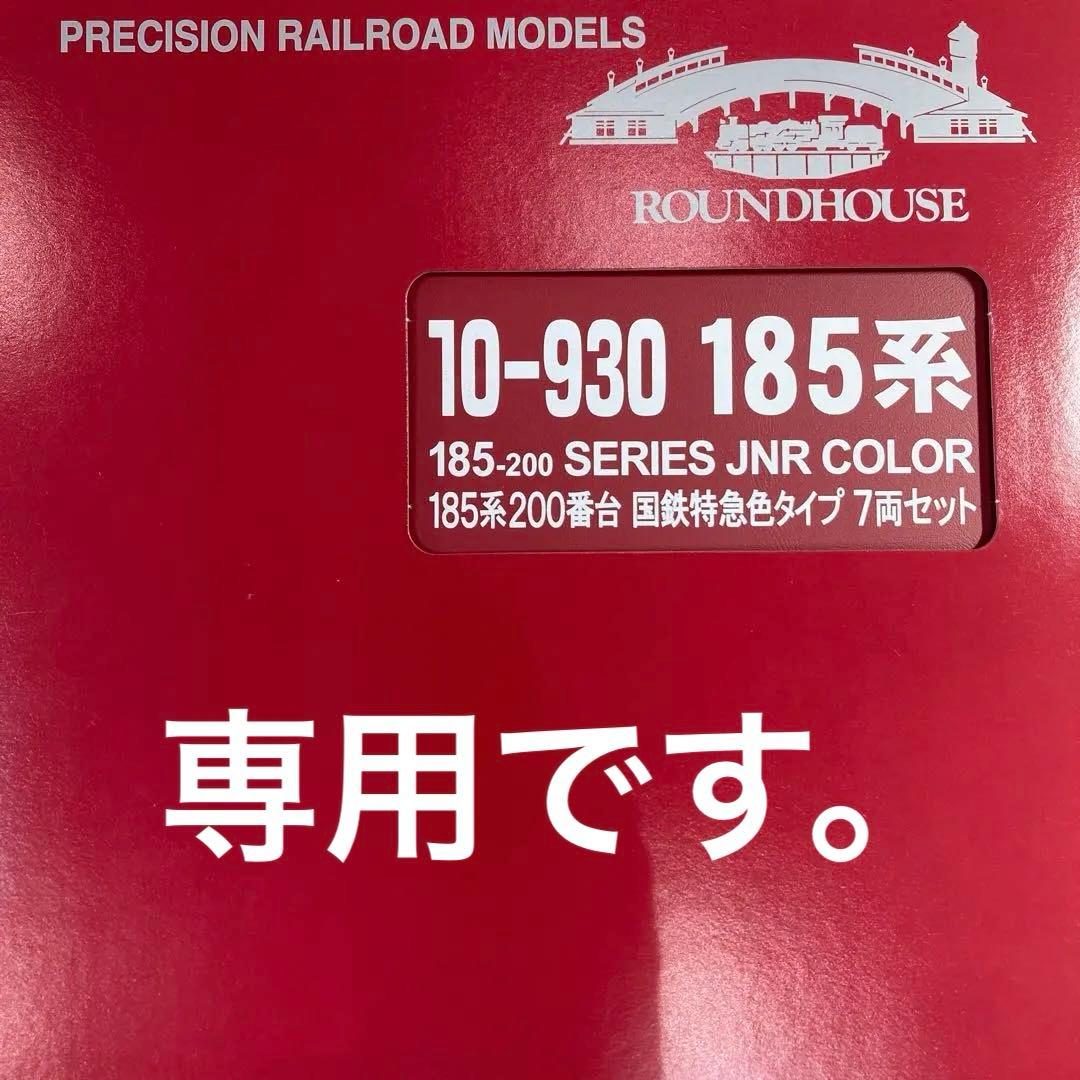 PRECISION RAILROAD MODELS
ROUNDHOUSE
10-930 185系
185-200 SERIES JNR COLOR
185系200番台 国鉄特急色タイプ 7両セット
専用です。